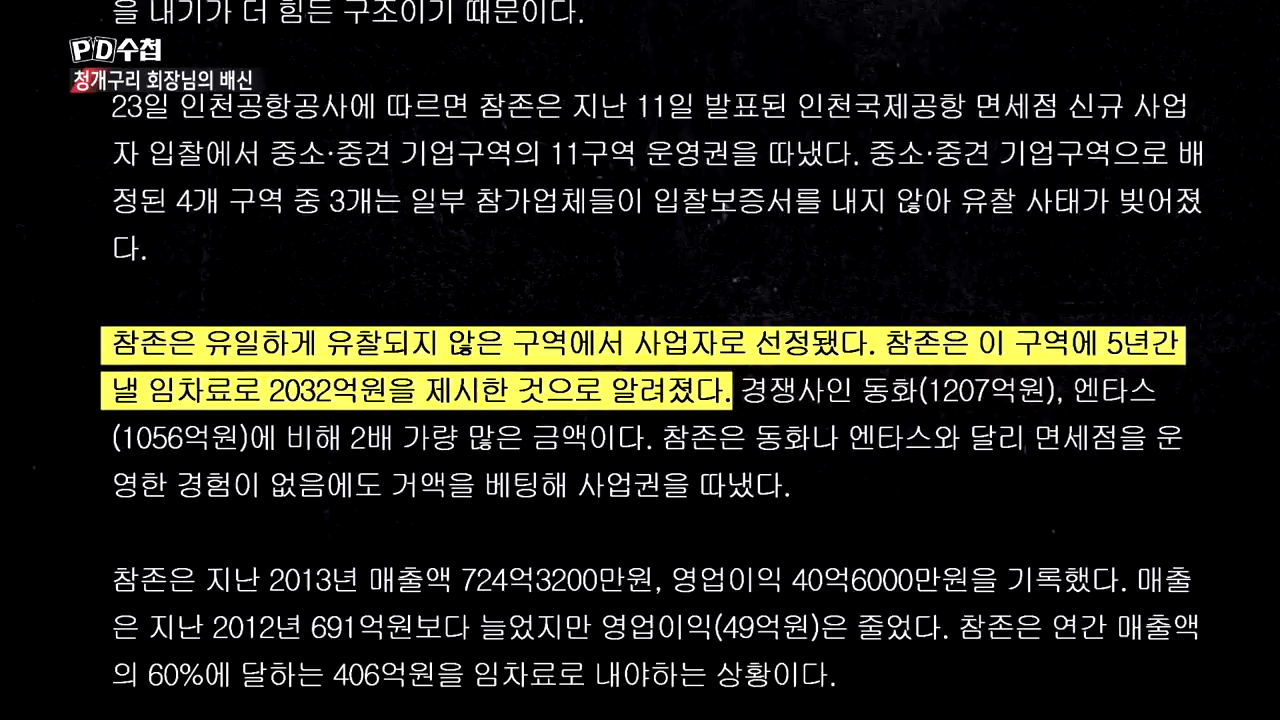 을 내기가 더 힘든 구조이기 때문이다.
PD수첩
청개구리 회장님의 배신
23일 인천공항공사에 따르면 참존은 지난 11일 발표된 인천국제공항 면세점 신규 사업
자 입찰에서 중소·중견 기업구역의 11구역 운영권을 따냈다. 중소·중견 기업구역으로 배
정된 4개 구역 중 3개는 일부 참가업체들이 입찰보증서를 내지 않아 유찰 사태가 빚어졌
다.
참존은 유일하게 유찰되지 않은 구역에서 사업자로 선정됐다. 참존은 이 구역에 5년간
낼 임차료로 2032억원을 제시한 것으로 알려졌다. 경쟁사인 동화(1207억원), 엔타스
(1056억원)에 비해 2배 가량 많은 금액이다. 참존은 동화나 엔타스와 달리 면세점을 운
영한 경험이 없음에도 거액을 베팅해 사업권을 따냈다.
참존은 지난 2013년 매출액 724억3200만원, 영업이익 40억6000만원을 기록했다. 매출
은 지난 2012년 691억원보다 늘었지만 영업이익(49억원)은 줄었다. 참존은 연간 매출액
의 60%에 달하는 406억원을 임차료로 내야하는 상황이다.